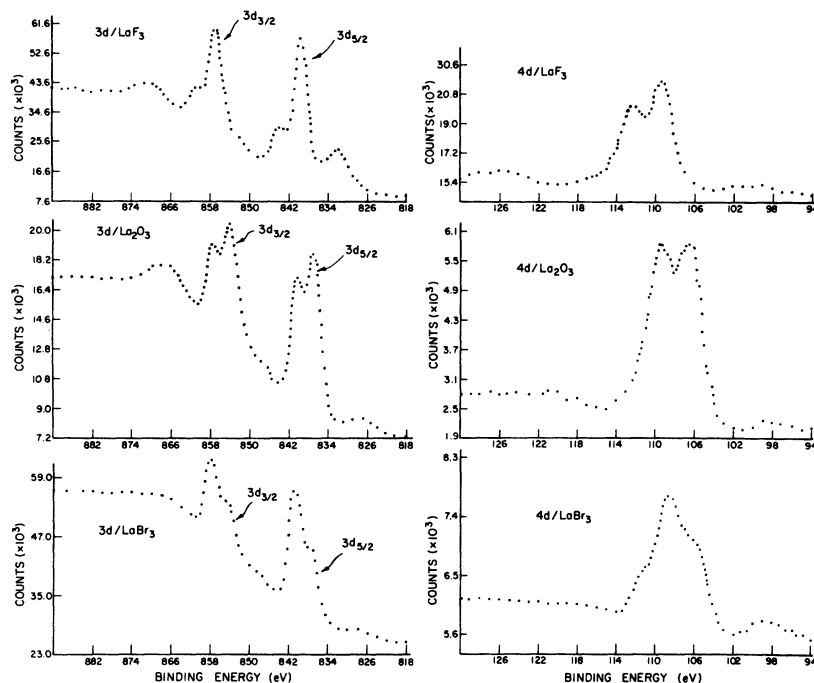 3d/LaF₃
3d₃/₂
3d₅/₂
COUNTS (×10³)
61.6
52.6
43.6
34.6
25.6
16.6
7.6
882 874 866 858 850 842 834 826 818
4d/LaF₃
COUNTS(×10³)
30.6
20.8
19.0
17.2
15.4
126 122 118 114 110 106 102 98 94
3d/La₂O₃
3d₃/₂
3d₅/₂
COUNTS (×10³)
20.0
18.2
16.4
14.6
12.8
10.8
9.0
7.2
882 874 866 858 850 842 834 826 818
4d/La₂O₃
COUNTS (×10³)
6.1
5.5
4.9
4.3
3.7
3.1
2.5
1.9
126 122 118 114 110 106 102 98 94
3d/LaBr₃
3d₃/₂
3d₅/₂
COUNTS (×10³)
59.0
47.0
35.0
23.0
882 874 866 858 850 842 834 826 818
BINDING ENERGY (eV)
4d/LaBr₃
COUNTS (×10³)
8.3
7.4
6.5
5.6
126 122 118 114 110 106 102 98 94
BINDING ENERGY (eV)